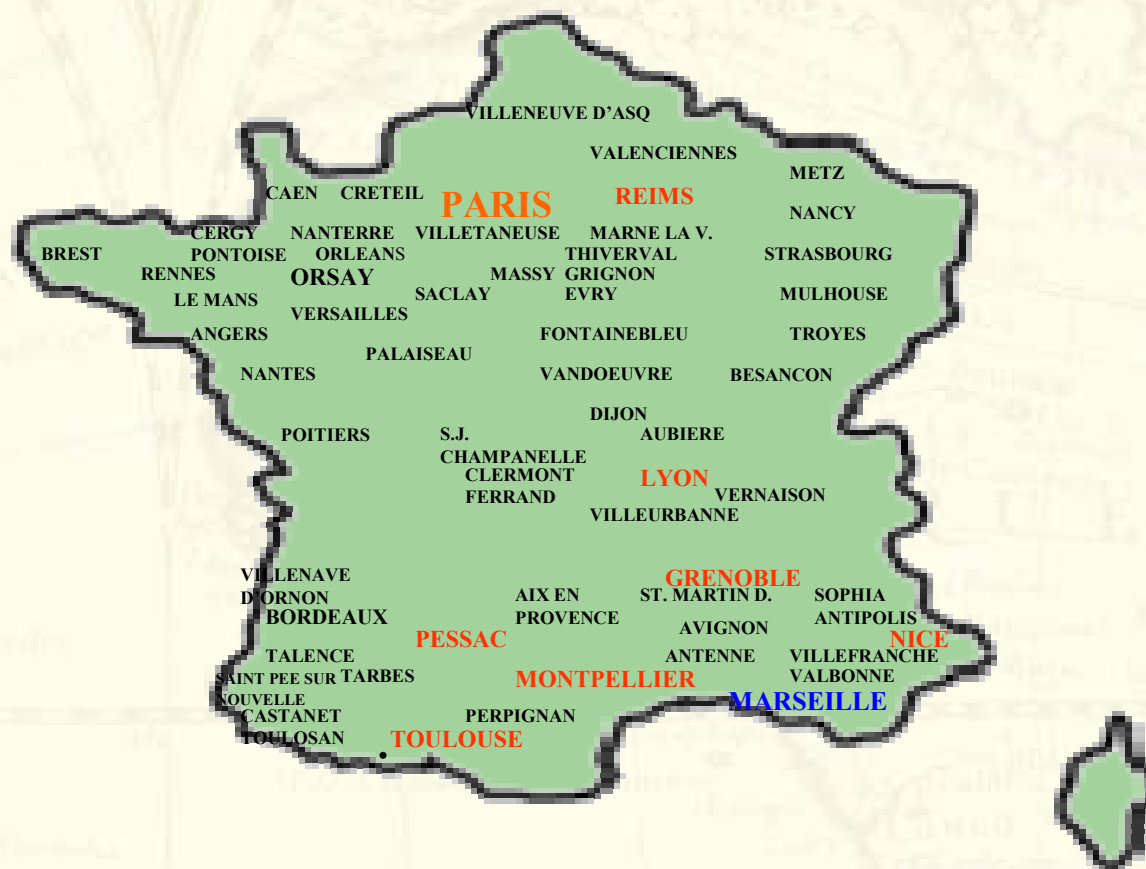 VILLENEUVE D’ASQ
VALENCIENNES
METZ
CAEN CRETEIL PARIS REIMS
NANCY
CERGY NANTERRE VILLETANEUSE MARNE LA V.
BREST PONTOISE ORLEANS THIVERVAL STRASBOURG
RENNES ORSAY MASSY GRIGNON
LE MANS SACLAY EVRY MULHOUSE
VERSAILLES
ANGERS FONTAINEBLEU TROYES
PALAISEAU
NANTES VANDOEUVRE BESANCON
DIJON
POITIERS S.J. AUBIERE
CHAMPANELLE
CLERMONT LYON
FERRAND VERNAISON
VILLEURBANNE
VILLENAVE GRENOBLE
D’ORNON AIX EN ST. MARTIN D. SOPHIA
BORDEAUX PROVENCE ANTIPOLIS
AVIGNON
PESSAC NICE
TALENCE ANTENNE VILLEFRANCHE
SAINT PEE SUR TARBES MONTPELLIER VALBONNE
NOUVELLE MARSEILLE
CASTANET PERPIGNAN
TOULOSAN • TOULOUSE